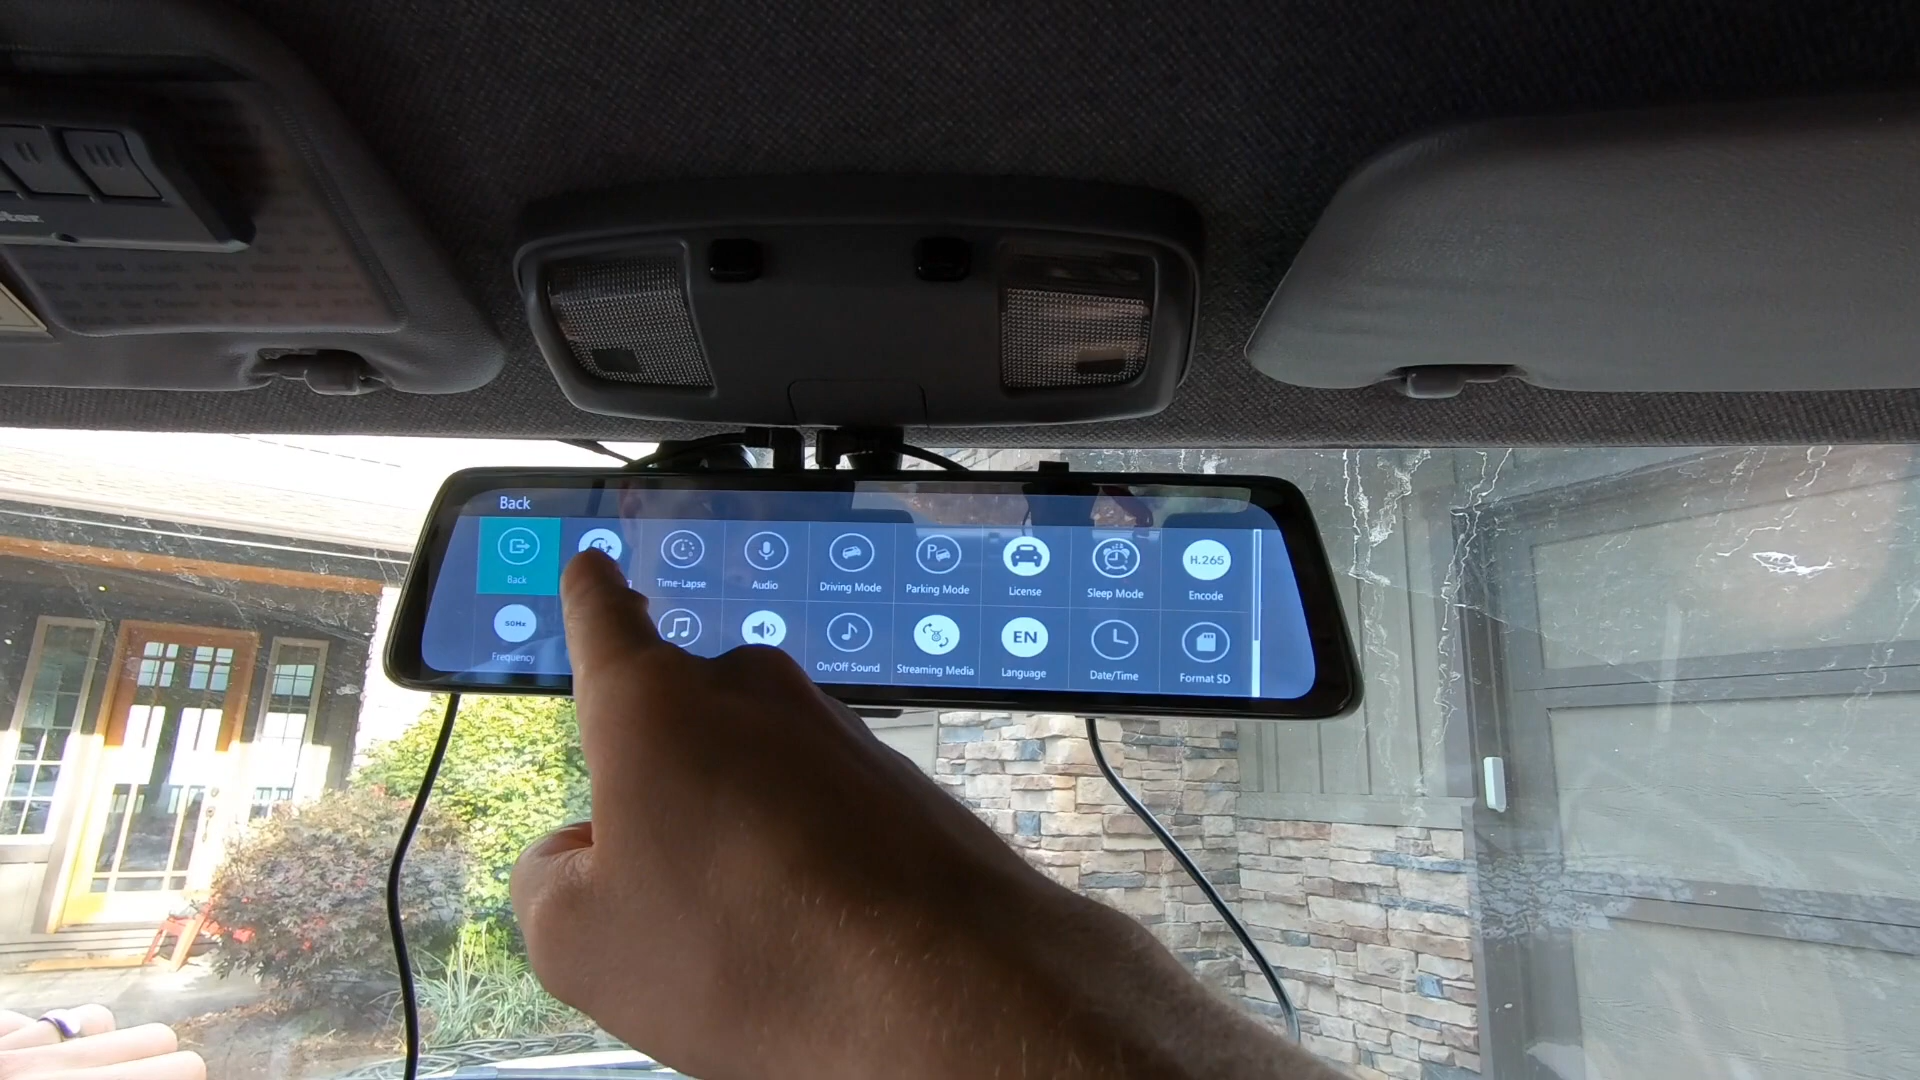 Back
Back
Time-Lapse
Audio
P
Driving Mode
Parking Mode
License
Sleep Mode
H.265
Encode
50Hz
Frequency
On/Off Sound
Streaming Media
EN
Language
Date/Time
Format SD